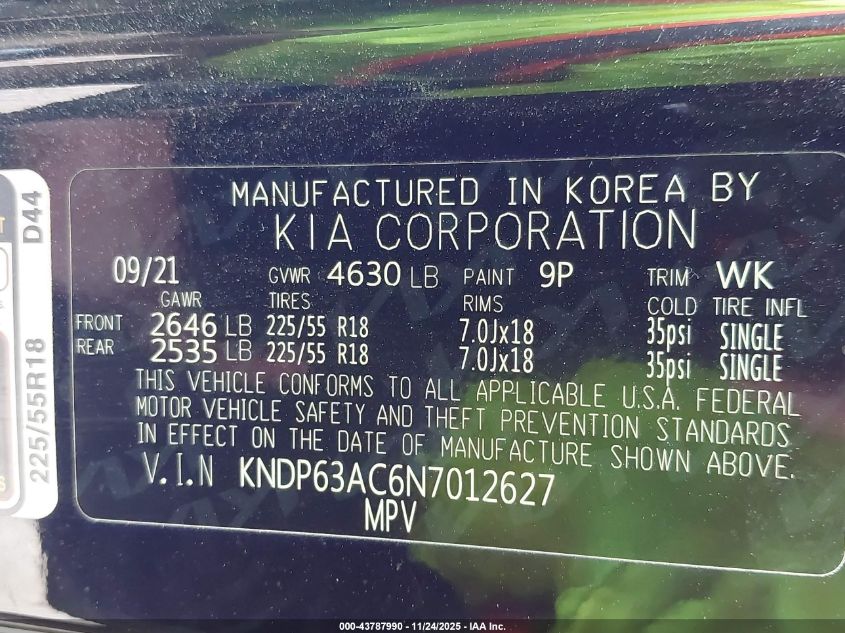 MANUFACTURED IN KOREA BY
KIA CORPORATION
09/21 GVWR 4630 LB PAINT 9P TRIM WK
GAWR TIRES RIMS COLD TIRE INFL
FRONT 2646 LB 225/55 R18 7.0Jx18 35psi SINGLE
REAR 2535 LB 225/55 R18 7.0Jx18 35psi SINGLE
THIS VEHICLE CONFORMS TO ALL APPLICABLE U.S.A. FEDERAL
MOTOR VEHICLE SAFETY AND THEFT PREVENTION STANDARDS
IN EFFECT ON THE DATE OF MANUFACTURE SHOWN ABOVE.
V.I.N KNDP63AC6N7012627
MPV
225/55R18 D44
000-43787990 - 11/24/2025 - IAA Inc.